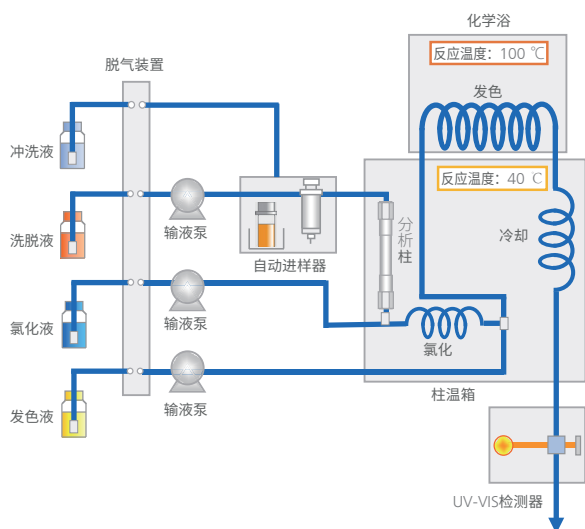 化学浴
反应温度：100 ℃
发色
脱气装置
冲洗液
反应温度：40 ℃
洗脱液
输液泵
分析柱
冷却
自动进样器
氯化液
输液泵
氯化
柱温箱
发色液
输液泵
UV-VIS检测器